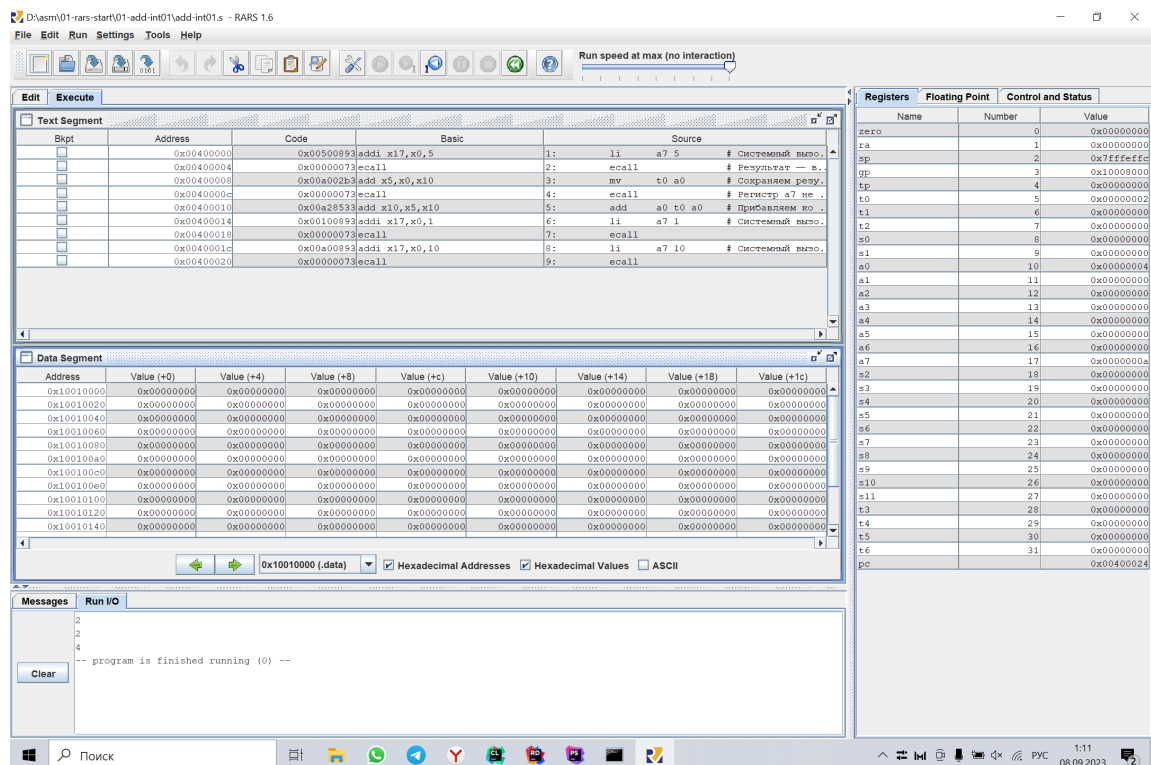 D:\asm\01-rars-start\01-add-int01\add-int01.s - RARS 1.6
File Edit Run Settings Tools Help
Run speed at max (no interaction)
Edit Execute
Text Segment
Bkpt Address Code Basic Source
0x00400000 0x00500893 addi x17,x0,5 1: li a7 5 # Системный вызо.
0x00400004 0x00000073 ecall 2: ecall # Результат — в..
0x00400008 0x00a002b3 add x5,x0,x10 3: mv t0 a0 # Сохраняем резу.
0x0040000c 0x00000073 ecall 4: ecall # Регистр a7 не .
0x00400010 0x00a28533 add x10,x5,x10 5: add a0 t0 a0 # Прибавляем ко .
0x00400014 0x00100893 addi x17,x0,1 6: li a7 1 # Системный вызо.
0x00400018 0x00000073 ecall 7: ecall
0x0040001c 0x00a00893 addi x17,x0,10 8: li a7 10 # Системный вызо.
0x00400020 0x00000073 ecall 9: ecall
Data Segment
Address Value (+0) Value (+4) Value (+8) Value (+c) Value (+10) Value (+14) Value (+18) Value (+1c)
0x10010000 0x00000000 0x00000000 0x00000000 0x00000000 0x00000000 0x00000000 0x00000000 0x00000000
0x10010020 0x00000000 0x00000000 0x00000000 0x00000000 0x00000000 0x00000000 0x00000000 0x00000000
0x10010040 0x00000000 0x00000000 0x00000000 0x00000000 0x00000000 0x00000000 0x00000000 0x00000000
0x10010060 0x00000000 0x00000000 0x00000000 0x00000000 0x00000000 0x00000000 0x00000000 0x00000000
0x10010080 0x00000000 0x00000000 0x00000000 0x00000000 0x00000000 0x00000000 0x00000000 0x00000000
0x100100a0 0x00000000 0x00000000 0x00000000 0x00000000 0x00000000 0x00000000 0x00000000 0x00000000
0x100100c0 0x00000000 0x00000000 0x00000000 0x00000000 0x00000000 0x00000000 0x00000000 0x00000000
0x100100e0 0x00000000 0x00000000 0x00000000 0x00000000 0x00000000 0x00000000 0x00000000 0x00000000
0x10010100 0x00000000 0x00000000 0x00000000 0x00000000 0x00000000 0x00000000 0x00000000 0x00000000
0x10010120 0x00000000 0x00000000 0x00000000 0x00000000 0x00000000 0x00000000 0x00000000 0x00000000
0x10010140 0x00000000 0x00000000 0x00000000 0x00000000 0x00000000 0x00000000 0x00000000 0x00000000
0x10010000 (.data) Hexadecimal Addresses Hexadecimal Values ASCII
Messages Run I/O
2
2
4
-- program is finished running (0) --
Clear
Registers Floating Point Control and Status
Name Number Value
zero 0 0x00000000
ra 1 0x00000000
sp 2 0x7fffeffc
gp 3 0x10008000
tp 4 0x00000000
t0 5 0x00000002
t1 6 0x00000000
t2 7 0x00000000
s0 8 0x00000000
s1 9 0x00000000
a0 10 0x00000004
a1 11 0x00000000
a2 12 0x00000000
a3 13 0x00000000
a4 14 0x00000000
a5 15 0x00000000
a6 16 0x00000000
a7 17 0x0000000a
s2 18 0x00000000
s3 19 0x00000000
s4 20 0x00000000
s5 21 0x00000000
s6 22 0x00000000
s7 23 0x00000000
s8 24 0x00000000
s9 25 0x00000000
s10 26 0x00000000
s11 27 0x00000000
t3 28 0x00000000
t4 29 0x00000000
t5 30 0x00000000
t6 31 0x00000000
pc 0x00400024
Поиск
CL RD PS
РУС
1:11
08.09.2023
2